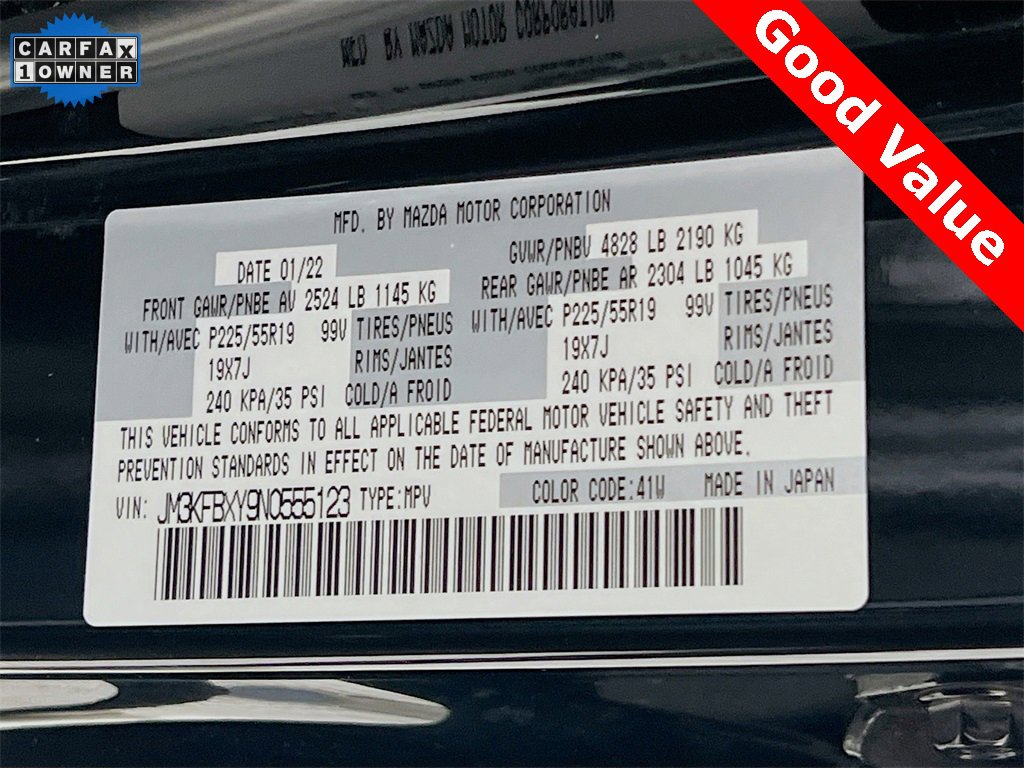 CARFAX
1 OWNER
Good Value
MFD. BY MAZDA MOTOR CORPORATION
DATE 01/22
GVWR/PNBV 4828 LB 2190 KG
FRONT GAWR/PNBE AV 2524 LB 1145 KG
REAR GAWR/PNBE AR 2304 LB 1045 KG
WITH/AVEC P225/55R19 99V TIRES/PNEUS
WITH/AVEC P225/55R19 99V TIRES/PNEUS
19X7J RIMS/JANTES
19X7J RIMS/JANTES
240 KPA/35 PSI COLD/A FROID
240 KPA/35 PSI COLD/A FROID
THIS VEHICLE CONFORMS TO ALL APPLICABLE FEDERAL MOTOR VEHICLE SAFETY AND THEFT
PREVENTION STANDARDS IN EFFECT ON THE DATE OF MANUFACTURE SHOWN ABOVE.
VIN: JM3KFBXY9N0555123 TYPE:MPV COLOR CODE:41W MADE IN JAPAN